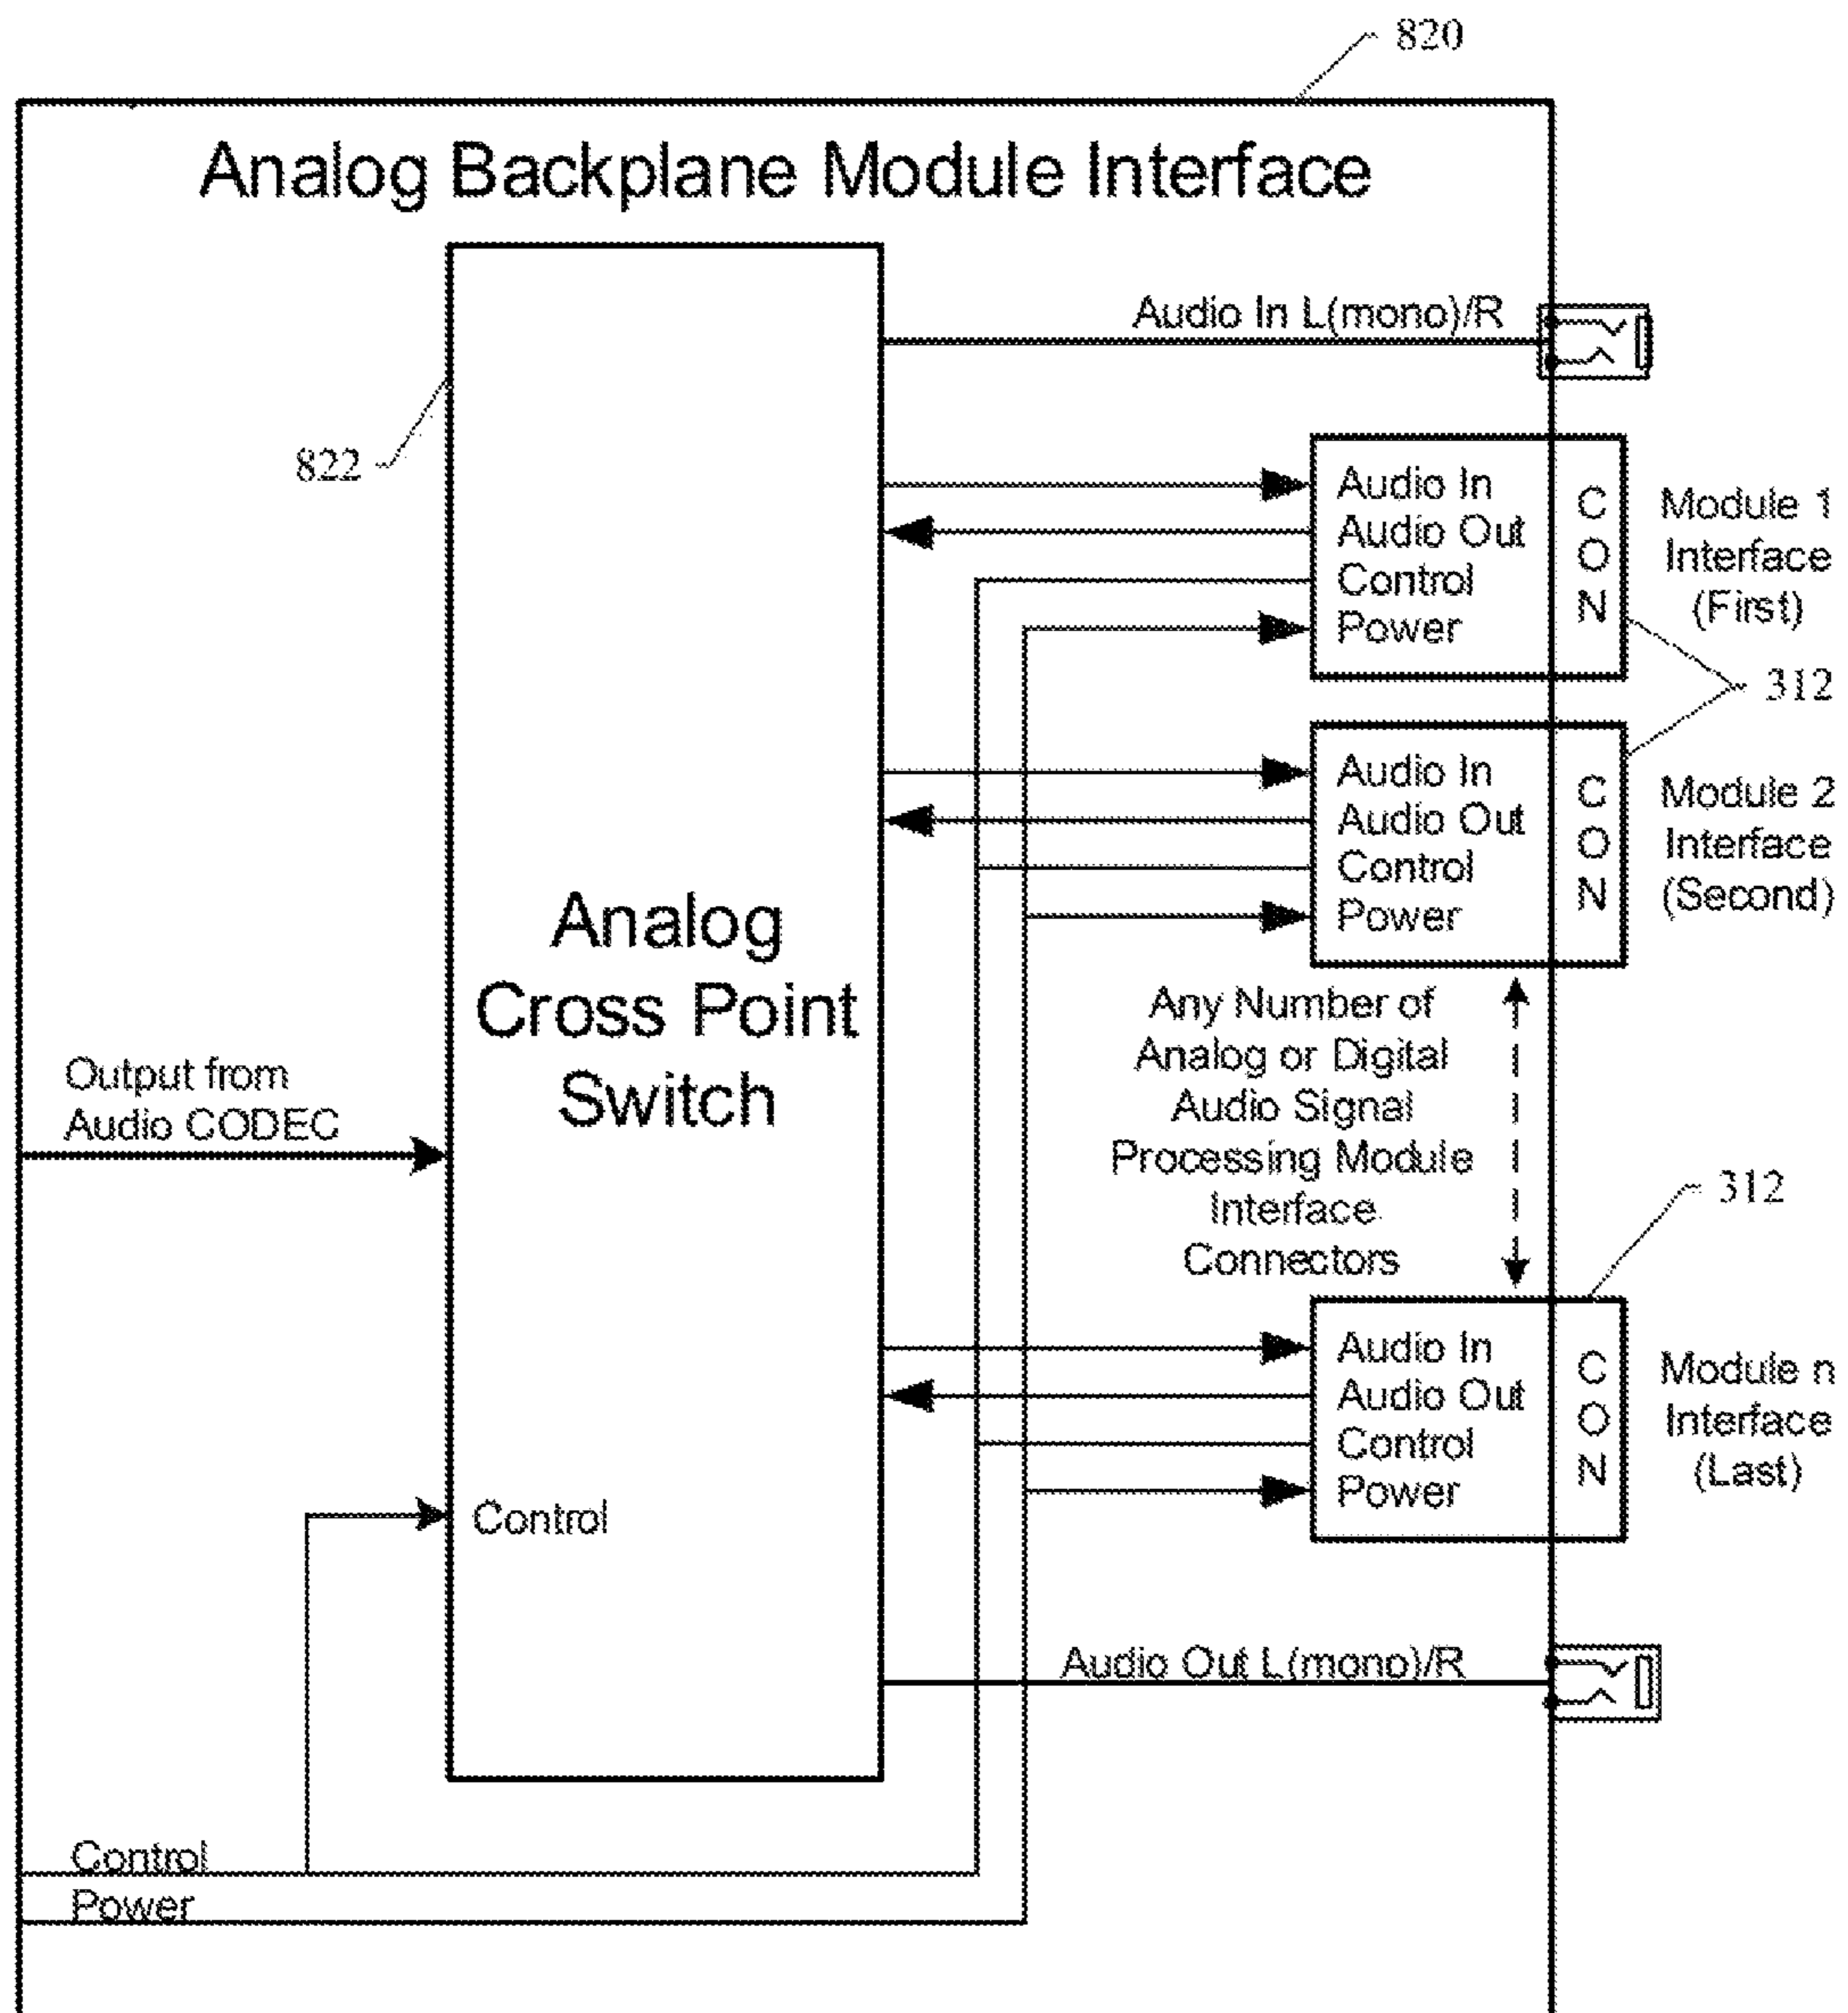 820
Analog Backplane Module Interface
Audio In L(mono)/R
822
Audio In
Audio Out
Control
Power
C
O
N
Module 1
Interface
(First)
312
Audio In
Audio Out
Control
Power
C
O
N
Module 2
Interface
(Second)
Analog
Cross Point
Switch
Any Number of
Analog or Digital
Audio Signal
Processing Module
Interface
Connectors
Output from
Audio CODEC
312
Audio In
Audio Out
Control
Power
C
O
N
Module n
Interface
(Last)
Control
Audio Out L(mono)/R
Control
Power